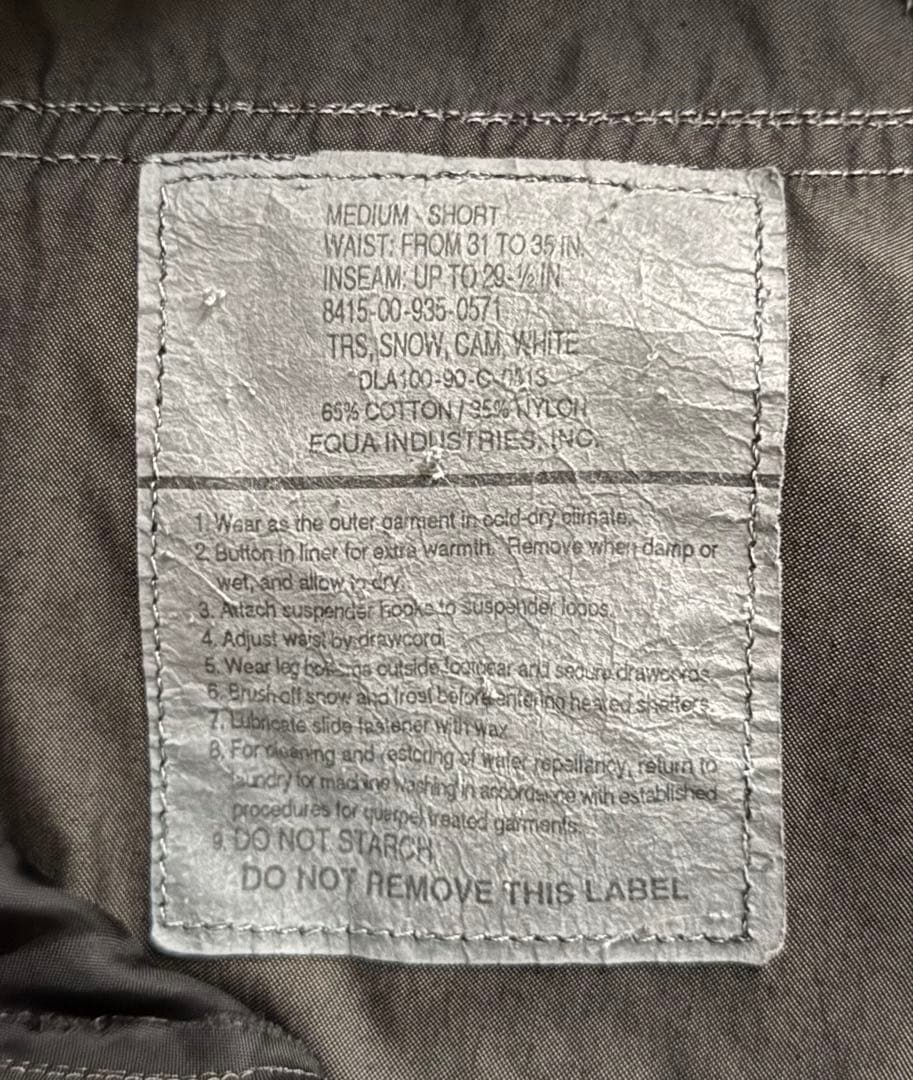 MEDIUM - SHORT
WAIST: FROM 31 TO 35 IN.
INSEAM: UP TO 29-½ IN.
8415-00-935-0571
TRS, SNOW, CAM, WHITE
DLA100-90-C-
65% COTTON / 35% NYLON
EQUA INDUSTRIES, INC.
1. Wear as the outer garment in cold-dry climate.
2. Button in liner for extra warmth. Remove when damp or
wet, and allow to dry.
3. Attach suspender hooks to suspender loops.
4. Adjust waist by drawcord.
5. Wear leg outside footgear and secure drawcords.
6. Brush off snow and frost before entering heated shelters.
7. Lubricate slide fastener with wax.
8. For cleaning and restoring of water repellancy, return to
laundry for machine washing in accordance with established
procedures for quarpel treated garments.
9. DO NOT STARCH
DO NOT REMOVE THIS LABEL